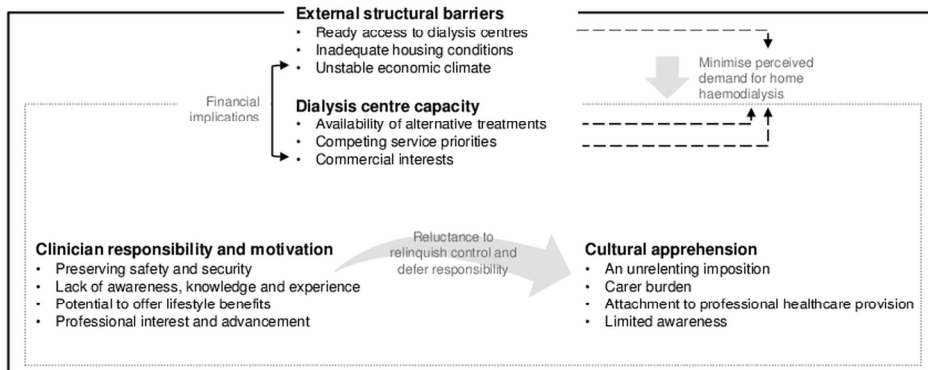 External structural barriers
• Ready access to dialysis centres
• Inadequate housing conditions
• Unstable economic climate
Minimise perceived
demand for home
haemodialysis
Financial
implications
Dialysis centre capacity
• Availability of alternative treatments
• Competing service priorities
• Commercial interests
Clinician responsibility and motivation
• Preserving safety and security
• Lack of awareness, knowledge and experience
• Potential to offer lifestyle benefits
• Professional interest and advancement
Reluctance to
relinquish control and
defer responsibility
Cultural apprehension
• An unrelenting imposition
• Carer burden
• Attachment to professional healthcare provision
• Limited awareness